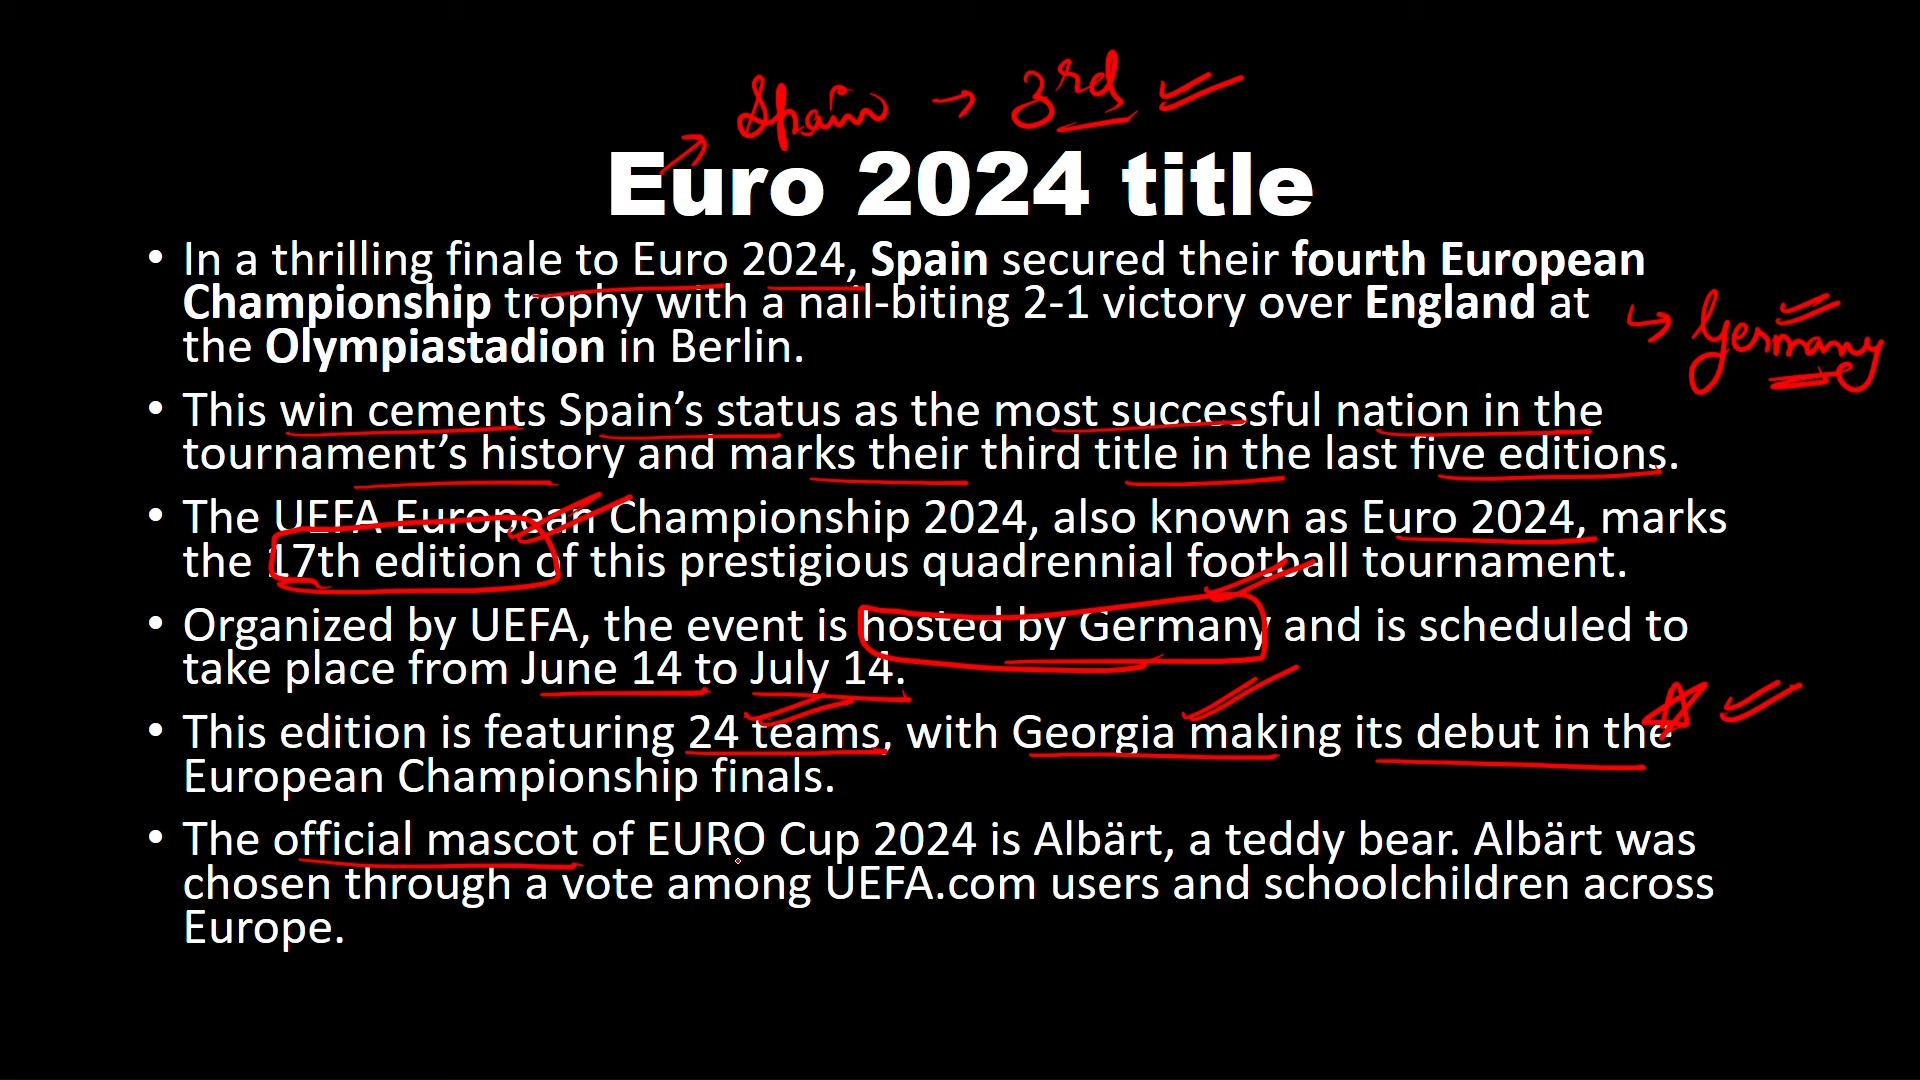 Spain → 3rd
Euro 2024 title
• In a thrilling finale to Euro 2024, Spain secured their fourth European
Championship trophy with a nail-biting 2-1 victory over England at
the Olympiastadion in Berlin.
Germany
• This win cements Spain’s status as the most successful nation in the
tournament’s history and marks their third title in the last five editions.
• The UEFA European Championship 2024, also known as Euro 2024, marks
the 17th edition of this prestigious quadrennial football tournament.
• Organized by UEFA, the event is hosted by Germany and is scheduled to
take place from June 14 to July 14.
• This edition is featuring 24 teams, with Georgia making its debut in the
European Championship finals.
• The official mascot of EURO Cup 2024 is Albärt, a teddy bear. Albärt was
chosen through a vote among UEFA.com users and schoolchildren across
Europe.